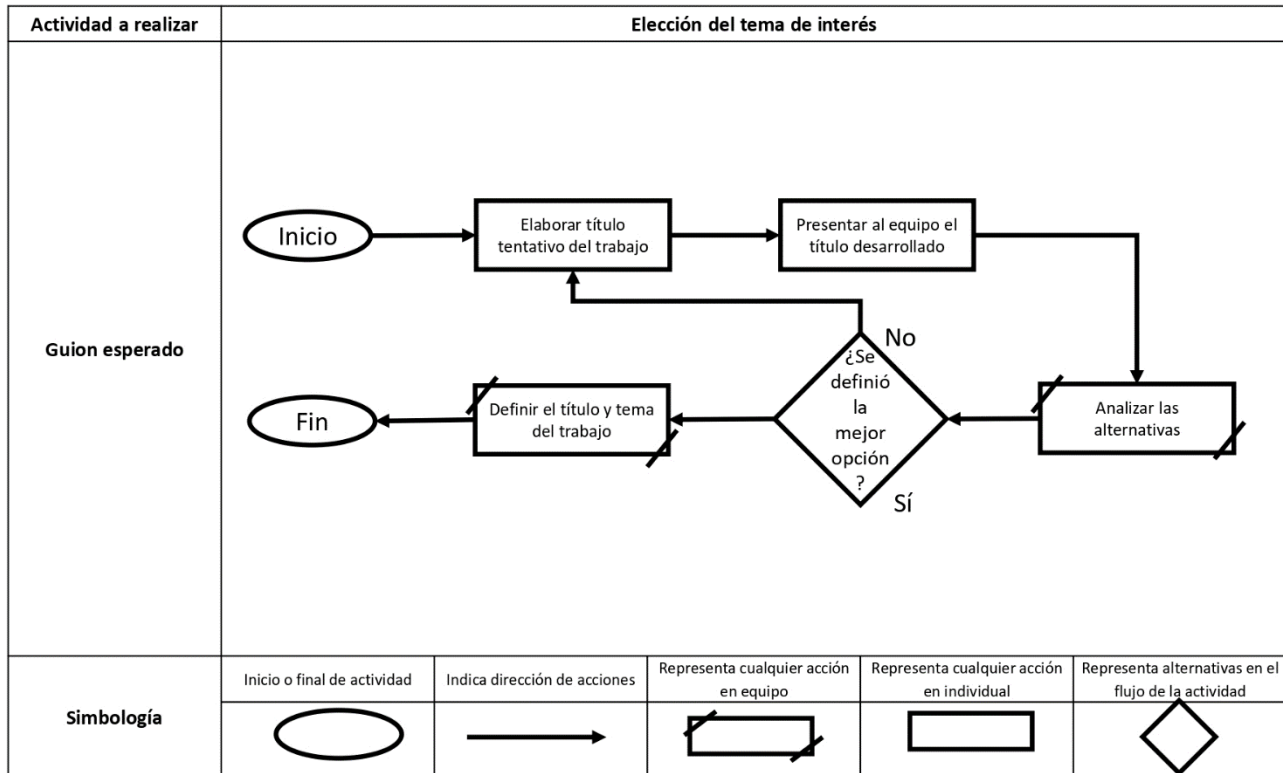 Actividad a realizar
Elección del tema de interés
Guion esperado
Inicio
Elaborar título
tentativo del trabajo
Presentar al equipo el
título desarrollado
Analizar las
alternativas
No
¿Se
definió
la
mejor
opción
?
Sí
Definir el título y tema
del trabajo
Fin
Simbología
Inicio o final de actividad
Indica dirección de acciones
Representa cualquier acción
en equipo
Representa cualquier acción
en individual
Representa alternativas en el
flujo de la actividad